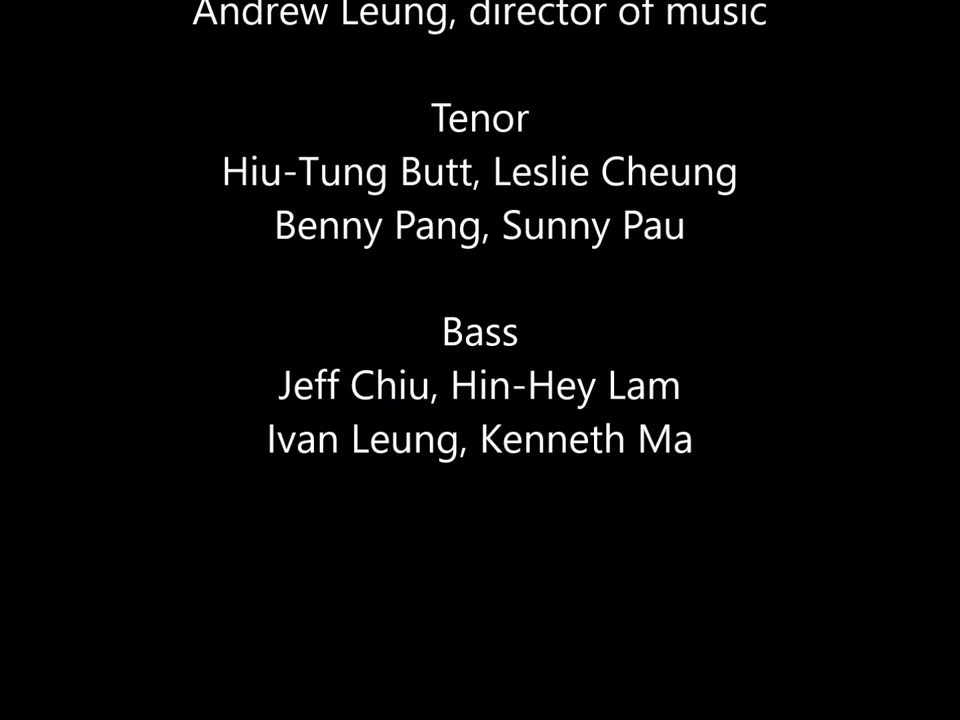 Andrew Leung, director of music
Tenor
Hiu-Tung Butt, Leslie Cheung
Benny Pang, Sunny Pau
Bass
Jeff Chiu, Hin-Hey Lam
Ivan Leung, Kenneth Ma